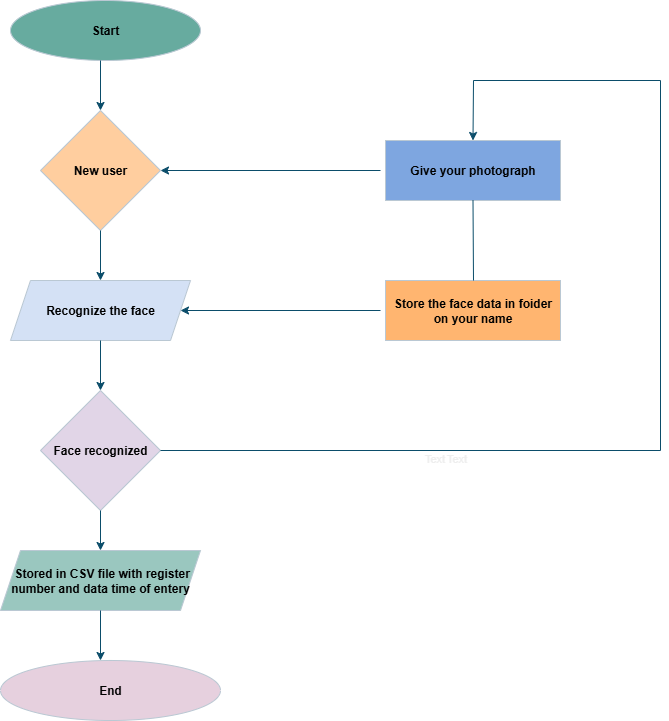 Start
New user
Give your photograph
Recognize the face
Store the face data in foider
on your name
Face recognized
Text Text
Stored in CSV file with register
number and data time of entery
End